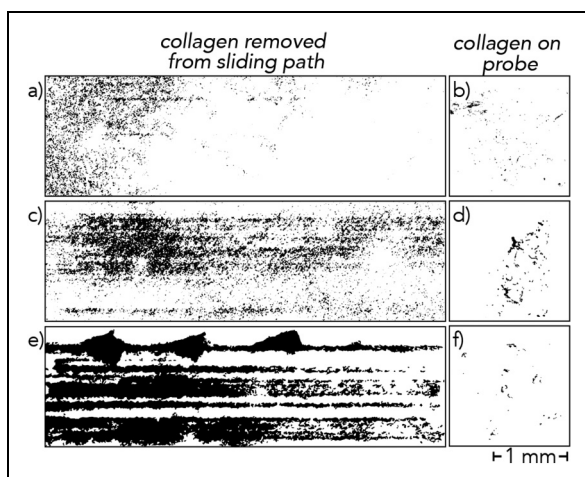 collagen removed
from sliding path
collagen on
probe
a)
b)
c)
d)
e)
f)
1 mm